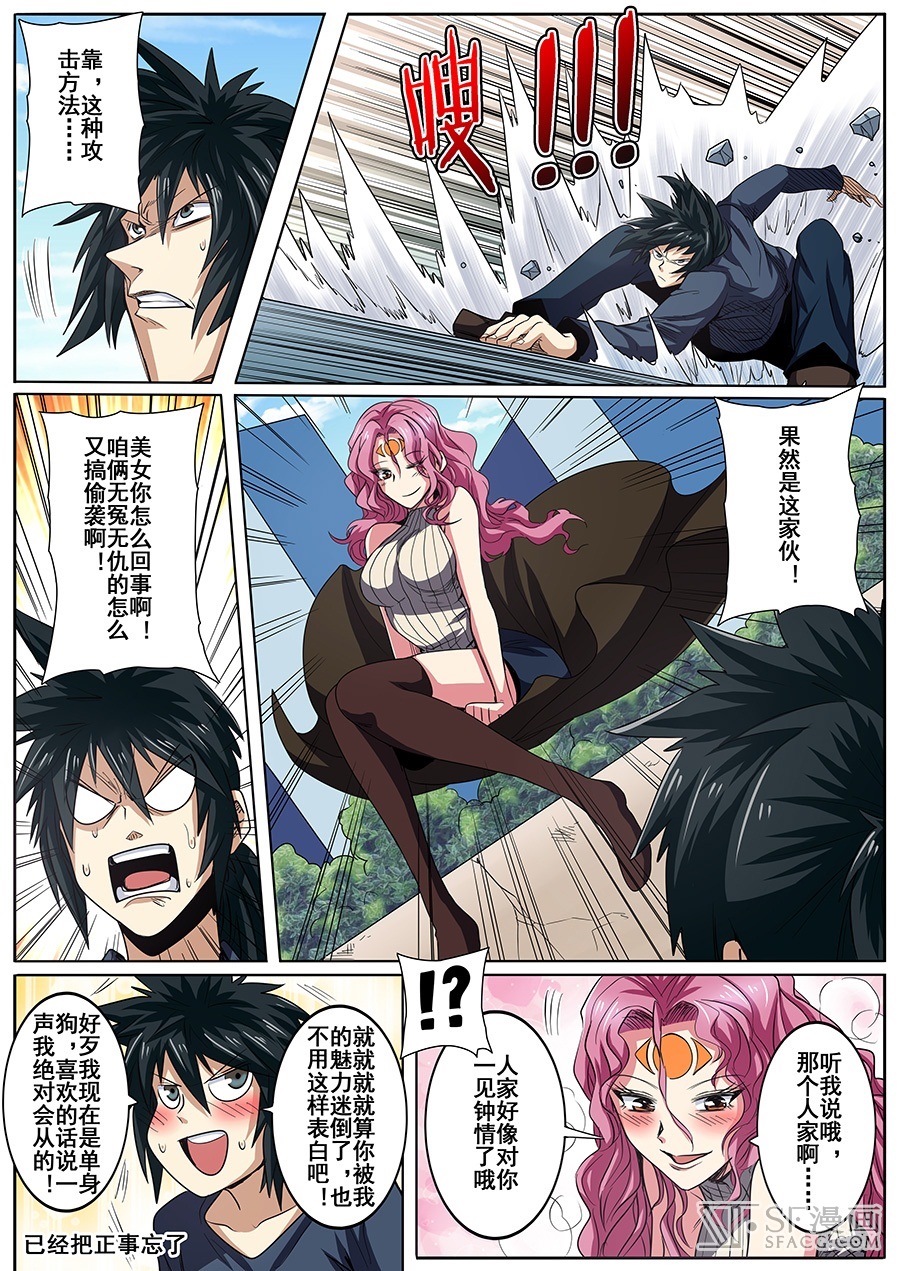 嗖!!!
靠，这种攻
击方法……
果然是这家伙！
美女你怎么回事啊！
咱俩无冤无仇的怎么
又搞偷袭啊！
听我说哦，
那个人家啊……
人家好像对你
一见钟情了哦
!?
就就就就算你被我
的魅力迷倒了，也
不用这样表白吧！
好歹我现在是单身
狗，喜欢的话说一
声我绝对会从的！
已经把正事忘了
SF漫画
SFACG.COM